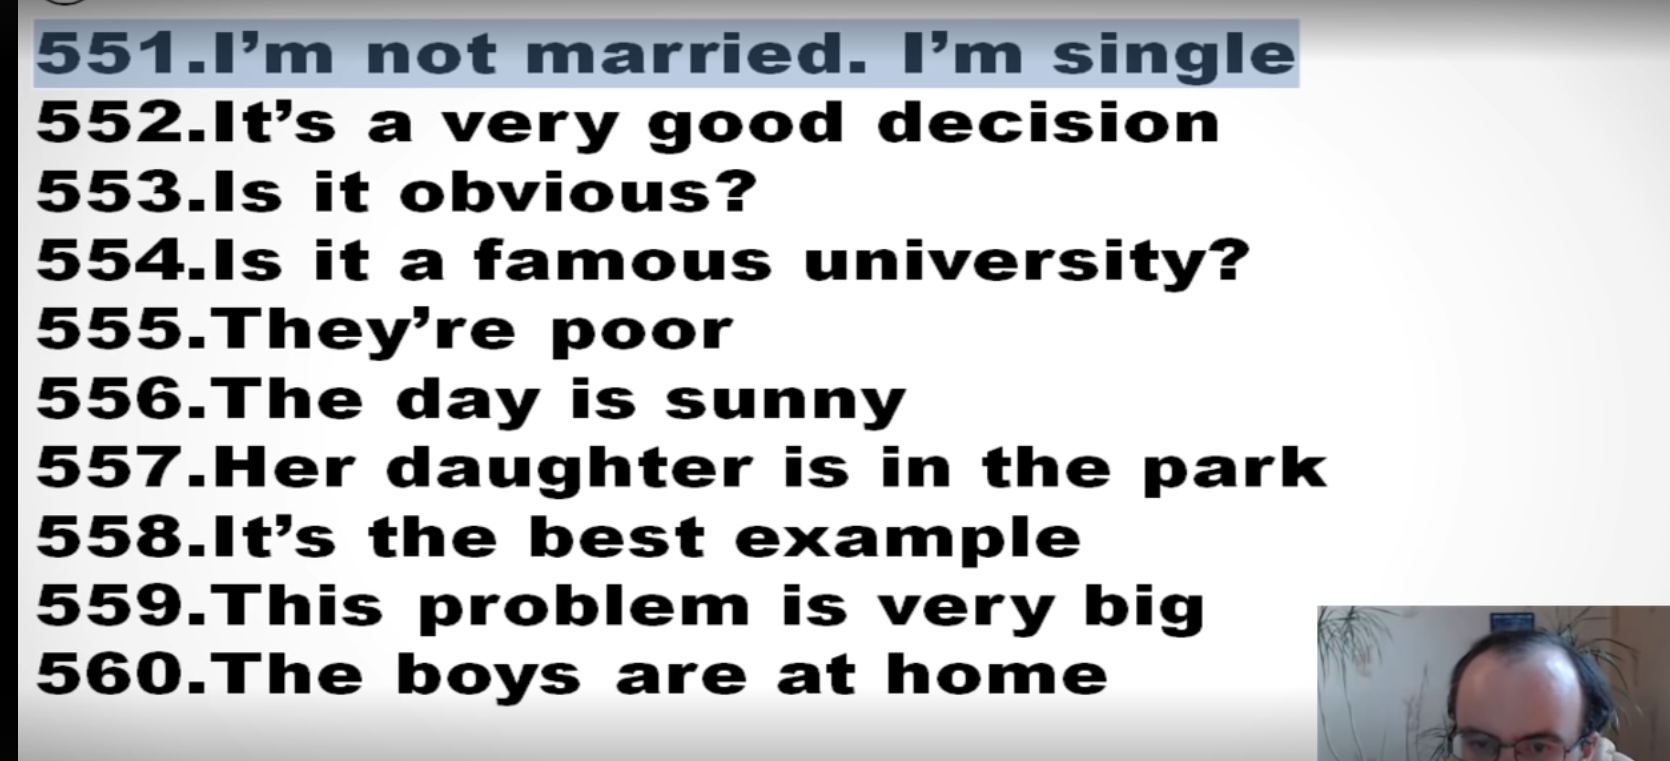 551.I’m not married. I’m single
552.It’s a very good decision
553.Is it obvious?
554.Is it a famous university?
555.They’re poor
556.The day is sunny
557.Her daughter is in the park
558.It’s the best example
559.This problem is very big
560.The boys are at home